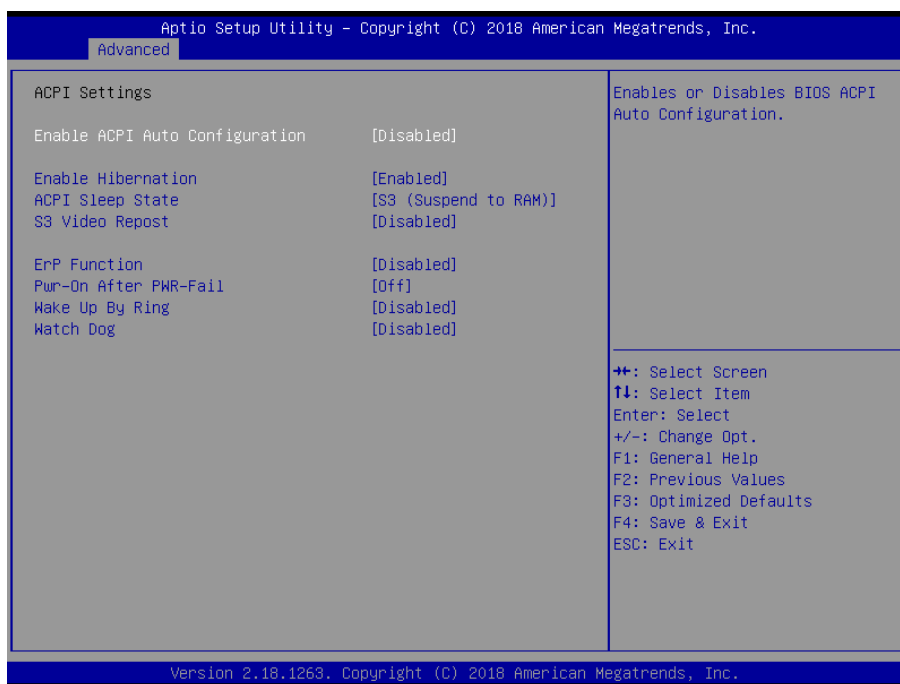 Aptio Setup Utility – Copyright (C) 2018 American Megatrends, Inc.
Advanced
ACPI Settings
Enable ACPI Auto Configuration [Disabled]
Enable Hibernation [Enabled]
ACPI Sleep State [S3 (Suspend to RAM)]
S3 Video Repost [Disabled]
ErP Function [Disabled]
Pwr-On After PWR-Fail [Off]
Wake Up By Ring [Disabled]
Watch Dog [Disabled]
Enables or Disables BIOS ACPI
Auto Configuration.
→←: Select Screen
↑↓: Select Item
Enter: Select
+/-: Change Opt.
F1: General Help
F2: Previous Values
F3: Optimized Defaults
F4: Save & Exit
ESC: Exit
Version 2.18.1263. Copyright (C) 2018 American Megatrends, Inc.